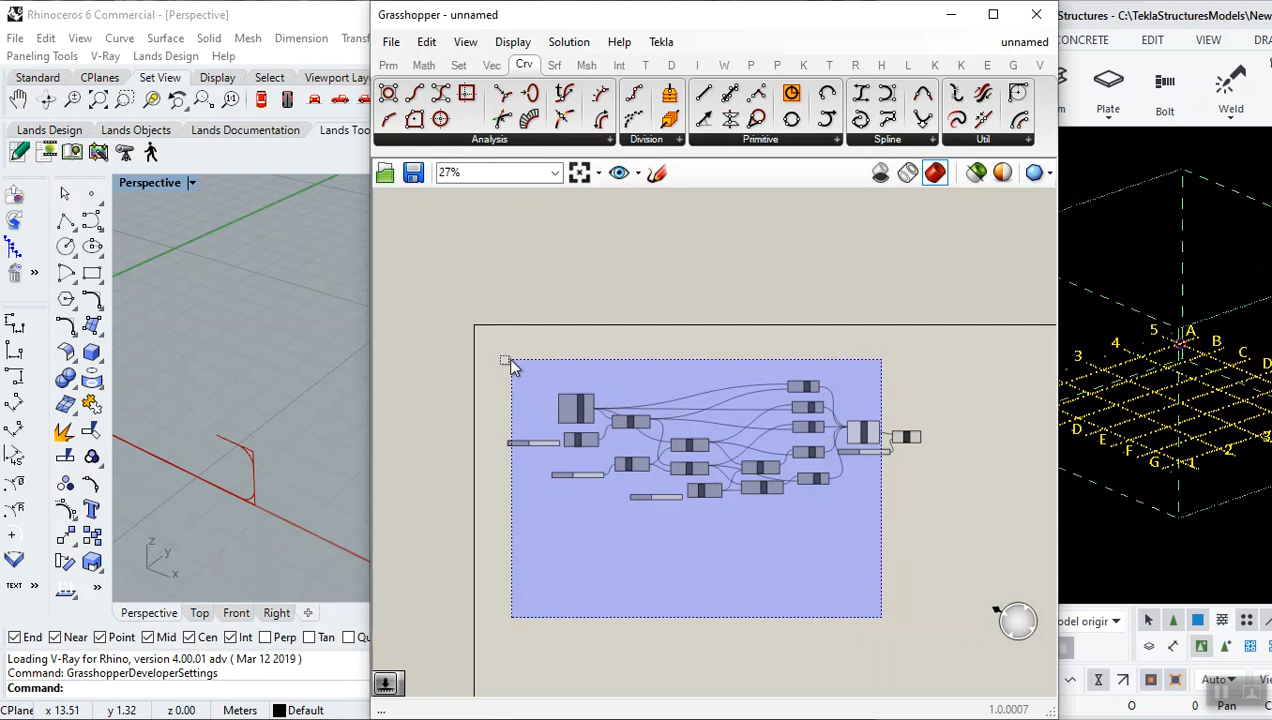 Rhinoceros 6 Commercial - [Perspective]
File Edit View Curve Surface Solid Mesh Dimension
Paneling Tools V-Ray Lands Design Help
Standard CPlanes Set View Display Select Viewport
Lands Design Lands Objects Lands Documentation Lands
Perspective
z
y
x
TEXT
Perspective Top Front Right
End Near Point Mid Cen Int Perp Tan
Loading V-Ray for Rhino, version 4.00.01 adv ( Mar 12 2019 )
Command: GrasshopperDeveloperSettings
Command:
CPlane x 13.51 y 1.32 z 0.00 Meters Default
Grasshopper - unnamed
File Edit View Display Solution Help Tekla unnamed
Prm Math Set Vec Crv Srf Msh Int T D I W P P K T R H L K K E G V
Analysis Division Primitive Spline Util
27%
...
1.0.0007
Structures - C:\TeklaStructuresModels\New
CONCRETE EDIT VIEW
Plate Bolt Weld
5 A
4 B
3 C
D
D
E
F
G 1 2 3
Auto
O 0
Pan